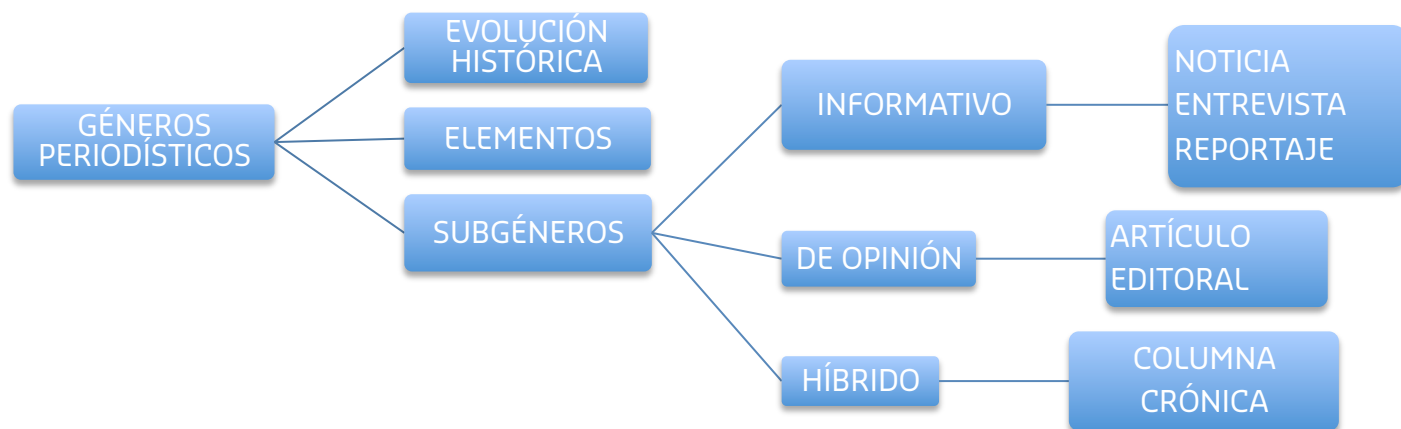 GÉNEROS
PERIODÍSTICOS
EVOLUCIÓN
HISTÓRICA
ELEMENTOS
SUBGÉNEROS
INFORMATIVO
NOTICIA
ENTREVISTA
REPORTAJE
DE OPINIÓN
ARTÍCULO
EDITORAL
HÍBRIDO
COLUMNA
CRÓNICA